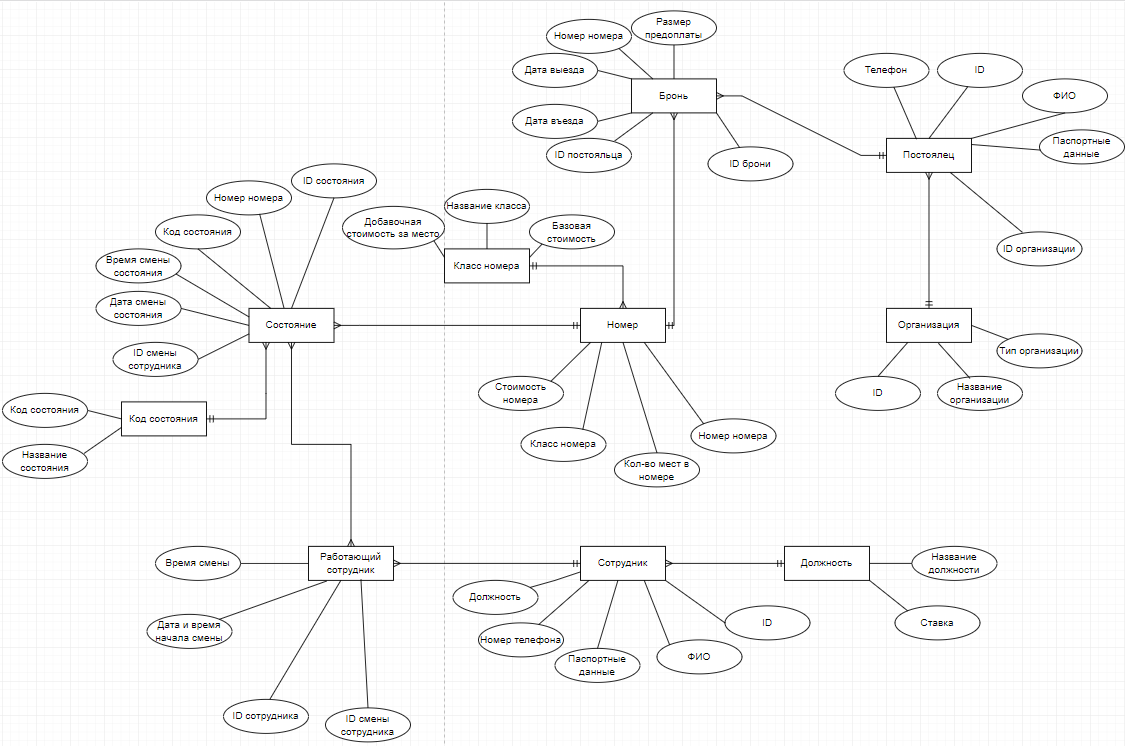 Размер
предоплаты
Номер номера
Дата выезда
Бронь
Дата въезда
ID постояльца
ID брони
Телефон
ID
ФИО
Паспортные
данные
Постоялец
ID организации
ID состояния
Номер номера
Код состояния
Время смены
состояния
Дата смены
состояния
ID смены
сотрудника
Состояние
Название класса
Добавочная
стоимость за место
Базовая
стоимость
Класс номера
Номер
Стоимость
номера
Класс номера
Кол-во мест в
номере
Номер номера
Организация
Тип организации
ID
Название
организации
Код состояния
Код состояния
Название
состояния
Работающий
сотрудник
Время смены
Дата и время
начала смены
ID сотрудника
ID смены
сотрудника
Сотрудник
Должность
Номер телефона
Паспортные
данные
ФИО
ID
Должность
Название
должности
Ставка